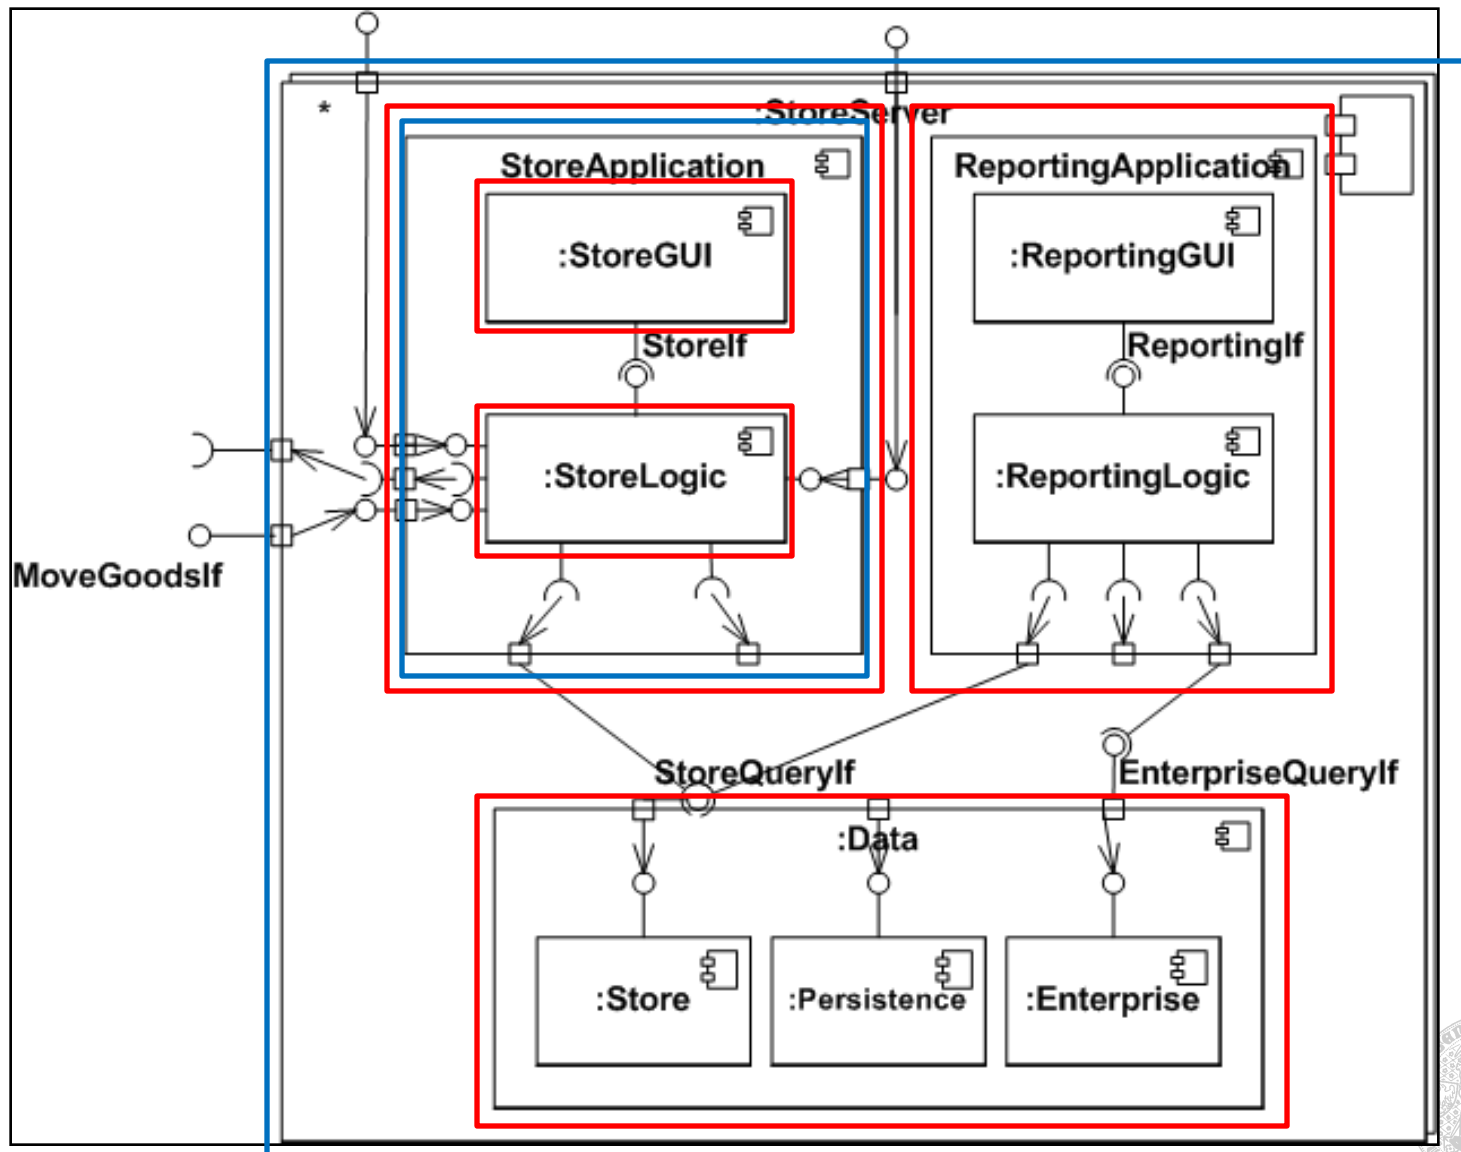 *
:StoreServer
StoreApplication
ReportingApplication
:StoreGUI
:ReportingGUI
StoreIf
ReportingIf
:StoreLogic
:ReportingLogic
MoveGoodsIf
StoreQueryIf
EnterpriseQueryIf
:Data
:Store
:Persistence
:Enterprise